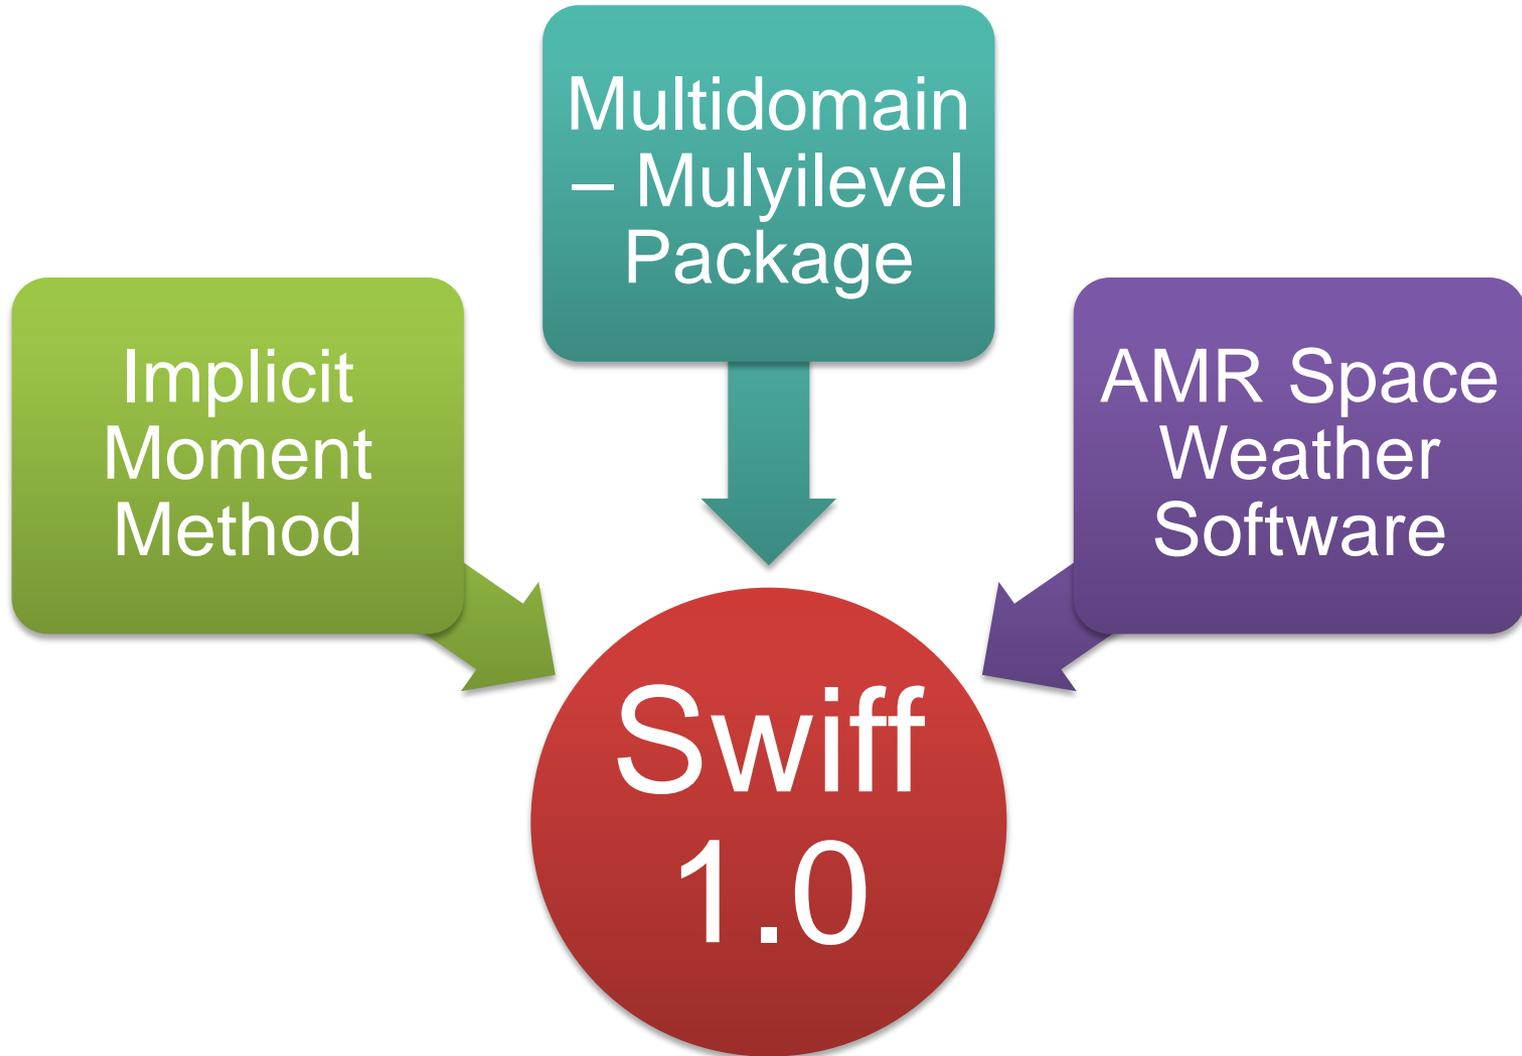 Multidomain
– Mulyilevel
Package
Implicit
Moment
Method
AMR Space
Weather
Software
Swiff
1.0